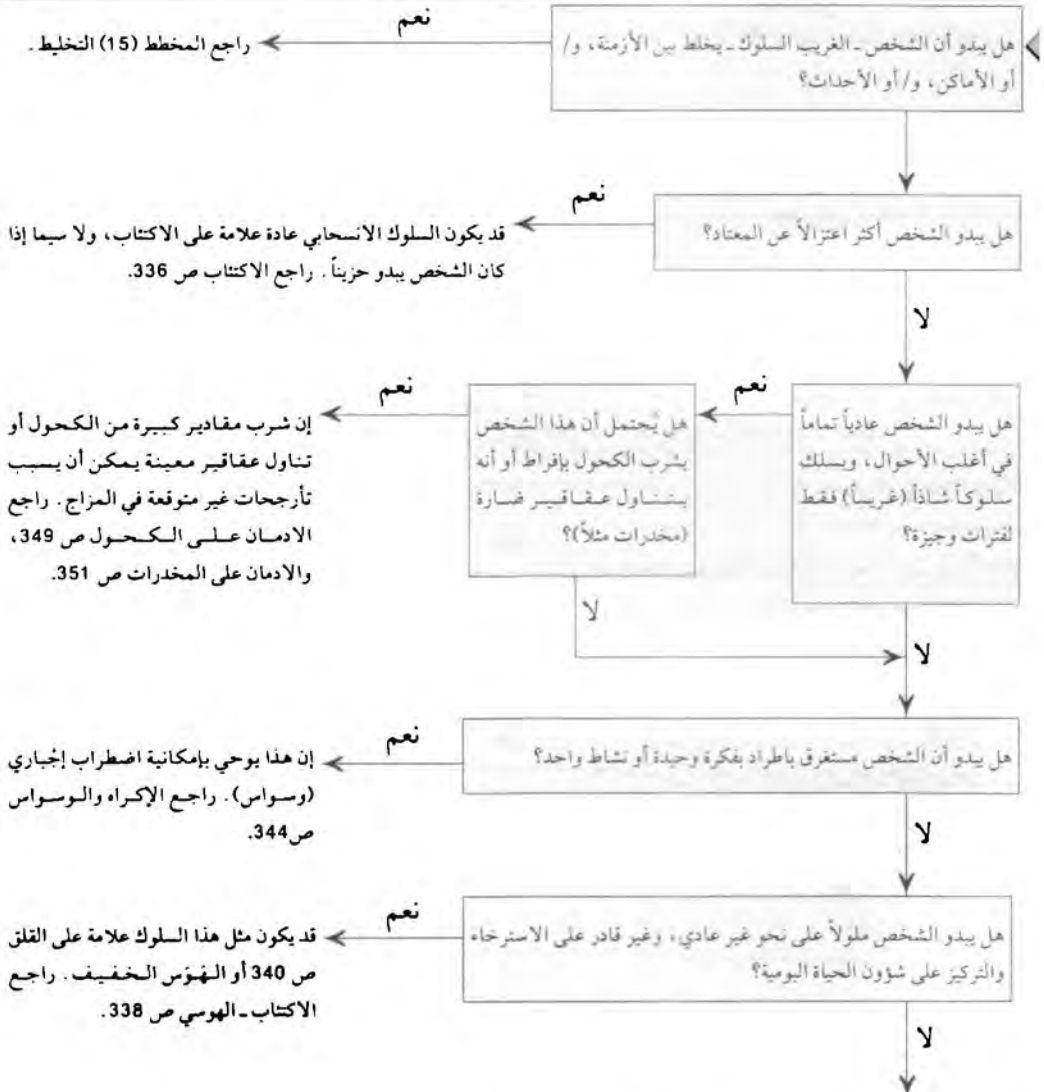 هل يبدو أن الشخص ـ الغريب السلوك ـ يخلط بين الأزمنة، و/
أو الأماكن، و/ أو الأحداث؟
نعم
راجع المخطط (15) التخليط.
هل يبدو الشخص أكثر اعتزالاً عن المعتاد؟
نعم
قد يكون السلوك الانسحابي عادة علامة على الاكتئاب، ولا سيما إذا
كان الشخص يبدو حزيناً. راجع الاكتئاب ص 336.
لا
هل يبدو الشخص عادياً تماماً
في أغلب الأحوال، ويسلك
سلوكاً شاذاً (غريباً) فقط
لفترات وجيزة؟
نعم
هل يُحتمل أن هذا الشخص
يشرب الكحول بإفراط أو أنه
يتناول عقاقير ضارة
(مخدرات مثلاً)؟
نعم
إن شرب مقادير كبيرة من الكحول أو
تناول عقاقير معينة يمكن أن يسبب
تأرجحات غير متوقعة في المزاج. راجع
الادمان على الكحول ص 349،
والادمان على المخدرات ص 351.
لا
لا
هل يبدو أن الشخص مستغرق باطراد بفكرة وحيدة أو نشاط واحد؟
نعم
إن هذا يوحي بإمكانية اضطراب إجْباري
(وسواس). راجع الإكراه والوسواس
ص 344.
لا
هل يبدو الشخص ملولاً على نحو غير عادي، وغير قادر على الاسترخاء
والتركيز على شؤون الحياة اليومية؟
نعم
قد يكون مثل هذا السلوك علامة على القلق
ص 340 أو الهَوَس الخفيف. راجع
الاكتئاب ـ الهوسي ص 338.
لا